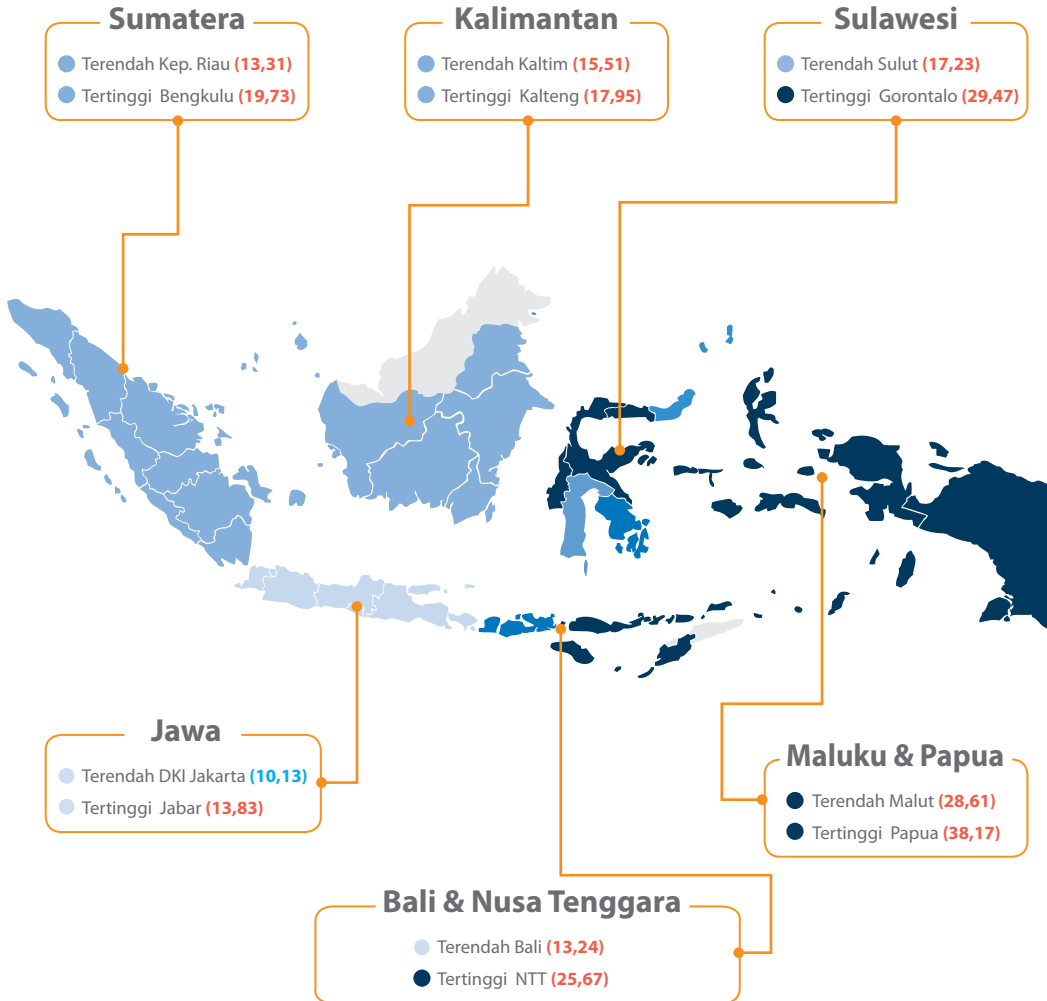 Sumatera
Terendah Kep. Riau (13,31)
Tertinggi Bengkulu (19,73)
Kalimantan
Terendah Kaltim (15,51)
Tertinggi Kalteng (17,95)
Sulawesi
Terendah Sulut (17,23)
Tertinggi Gorontalo (29,47)
Jawa
Terendah DKI Jakarta (10,13)
Tertinggi Jabar (13,83)
Maluku & Papua
Terendah Malut (28,61)
Tertinggi Papua (38,17)
Bali & Nusa Tenggara
Terendah Bali (13,24)
Tertinggi NTT (25,67)